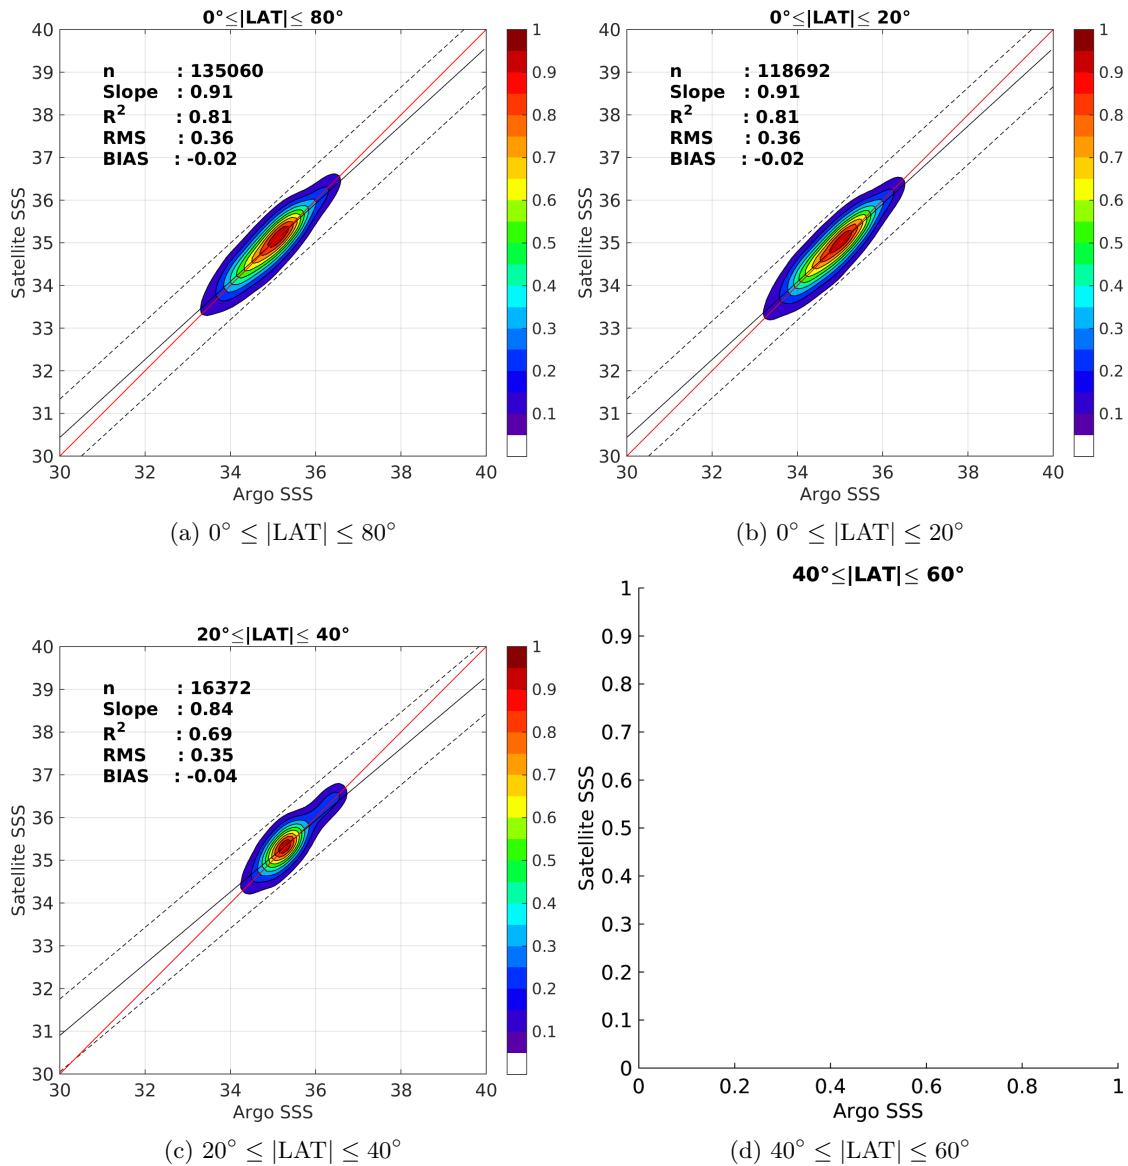 0°≤|LAT|≤ 80°
40
39
38
37
36
35
34
33
32
31
30
Satellite SSS
n : 135060
Slope : 0.91
R² : 0.81
RMS : 0.36
BIAS : -0.02
30 32 34 36 38 40
Argo SSS
1
0.9
0.8
0.7
0.6
0.5
0.4
0.3
0.2
0.1
(a) 0° ≤ |LAT| ≤ 80°
0°≤|LAT|≤ 20°
40
39
38
37
36
35
34
33
32
31
30
Satellite SSS
n : 118692
Slope : 0.91
R² : 0.81
RMS : 0.36
BIAS : -0.02
30 32 34 36 38 40
Argo SSS
1
0.9
0.8
0.7
0.6
0.5
0.4
0.3
0.2
0.1
(b) 0° ≤ |LAT| ≤ 20°
20°≤|LAT|≤ 40°
40
39
38
37
36
35
34
33
32
31
30
Satellite SSS
n : 16372
Slope : 0.84
R² : 0.69
RMS : 0.35
BIAS : -0.04
30 32 34 36 38 40
Argo SSS
1
0.9
0.8
0.7
0.6
0.5
0.4
0.3
0.2
0.1
(c) 20° ≤ |LAT| ≤ 40°
40°≤|LAT|≤ 60°
1
0.9
0.8
0.7
0.6
0.5
0.4
0.3
0.2
0.1
0
Satellite SSS
0 0.2 0.4 0.6 0.8 1
Argo SSS
(d) 40° ≤ |LAT| ≤ 60°